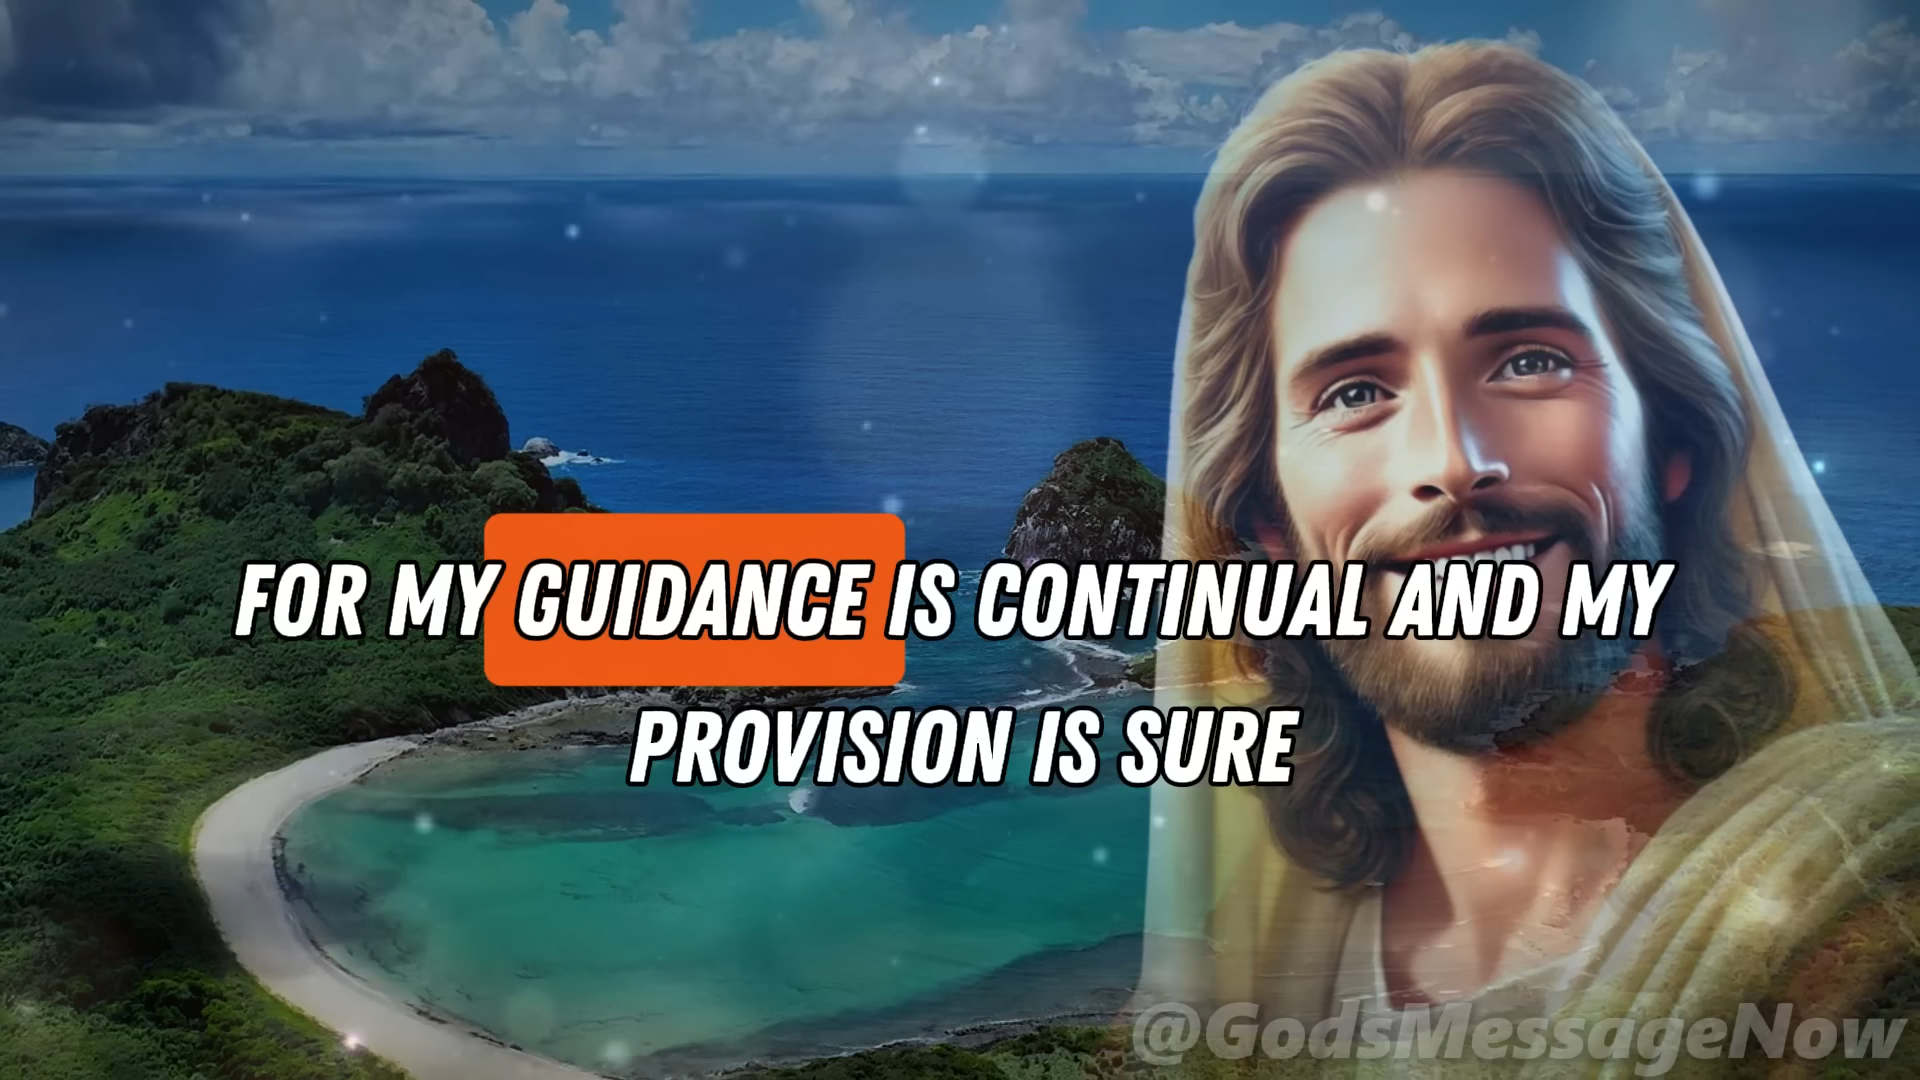 FOR MY GUIDANCE IS CONTINUAL AND MY
PROVISION IS SURE
@GodsMessageNow